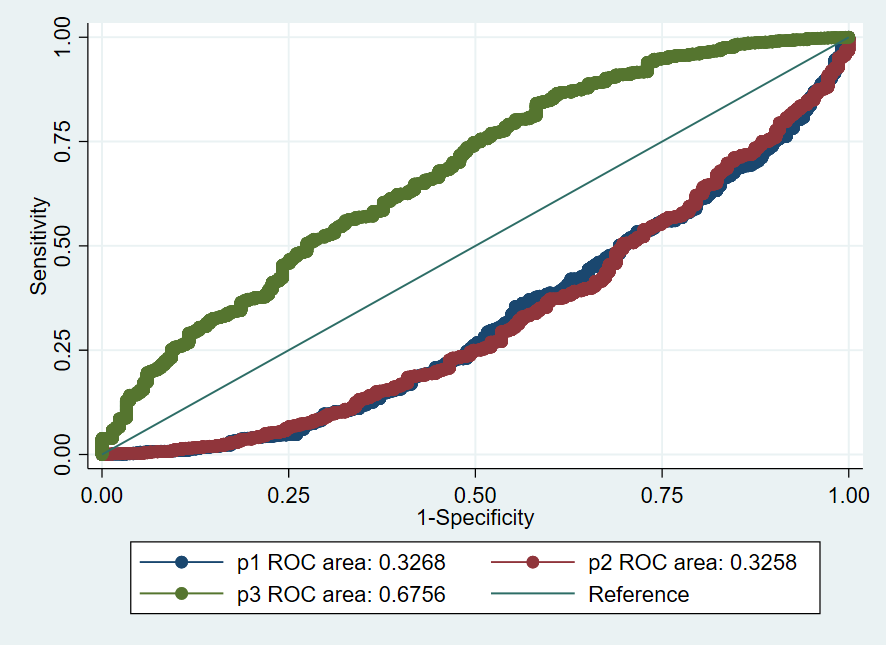 1.00
0.75
0.50
0.25
0.00
Sensitivity
0.00 0.25 0.50 0.75 1.00
1-Specificity
p1 ROC area: 0.3268 p2 ROC area: 0.3258
p3 ROC area: 0.6756 Reference